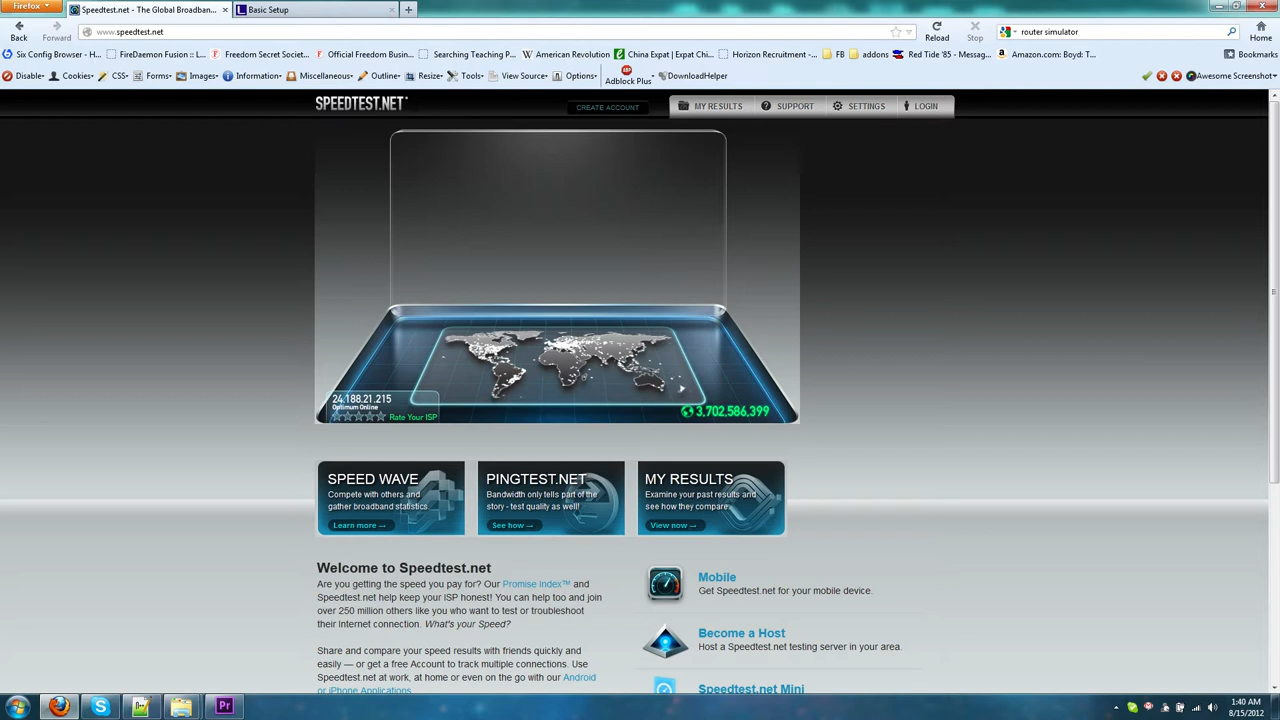 Firefox
Speedtest.net - The Global Broadban...
Basic Setup
Back
Forward
www.speedtest.net
Reload
Stop
router simulator
Home
Six Config Browser - H...
FireDaemon Fusion :: ...
Freedom Secret Societ...
Offshore Freedom Busin...
Searching Teaching P...
American Revolution
China Expat | Expat Chi...
Horizon Recruitment -...
FB
addons
Red Tide '85 - Messag...
Amazon.com: Boyd: T...
Bookmarks
Disable
Cookies
CSS
Forms
Images
Information
Miscellaneous
Outline
Resize
Tools
View Source
Options
Adblock Plus
DownloadHelper
Awesome Screenshot
SPEEDTEST.NET
CREATE ACCOUNT
MY RESULTS
SUPPORT
SETTINGS
LOGIN
24.188.21.215
Optimum Online
Rate Your ISP
3,702,586,399
SPEED WAVE
Compete with others and
gather broadband statistics.
Learn more →
PINGTEST.NET
Bandwidth only tells part of the
story - test quality as well!
See how →
MY RESULTS
Examine your past results and
see how they compare.
View now →
Welcome to Speedtest.net
Are you getting the speed you pay for? Our Promise Index™ and
Speedtest.net help keep your ISP honest! You can help too and join
over 250 million others like you who want to test or troubleshoot
their Internet connection. What's your Speed?
Share and compare your speed results with friends quickly and
easily — or get a free Account to track multiple connections. Use
Speedtest.net at work, at home or even on the go with our Android
or iPhone Applications.
Mobile
Get Speedtest.net for your mobile device.
Become a Host
Host a Speedtest.net testing server in your area.
Speedtest.net Mini
Pr
1:40 AM
8/15/2012